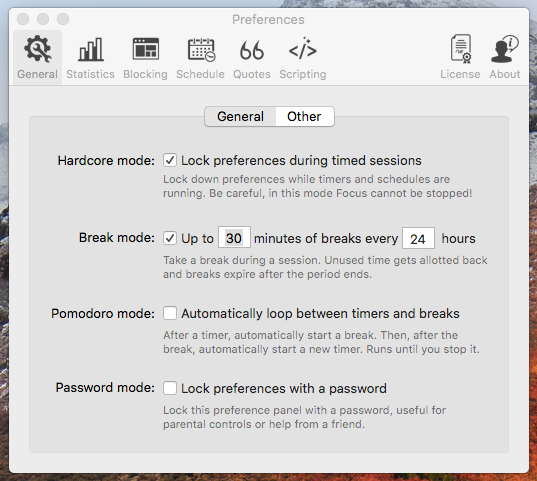 Preferences
General Statistics Blocking Schedule Quotes Scripting License About
General Other
Hardcore mode: Lock preferences during timed sessions
Lock down preferences while timers and schedules are
running. Be careful, in this mode Focus cannot be stopped!
Break mode: Up to 30 minutes of breaks every 24 hours
Take a break during a session. Unused time gets allotted back
and breaks expire after the period ends.
Pomodoro mode: Automatically loop between timers and breaks
After a timer, automatically start a break. Then, after the
break, automatically start a new timer. Runs until you stop it.
Password mode: Lock preferences with a password
Lock this preference panel with a password, useful for
parental controls or help from a friend.